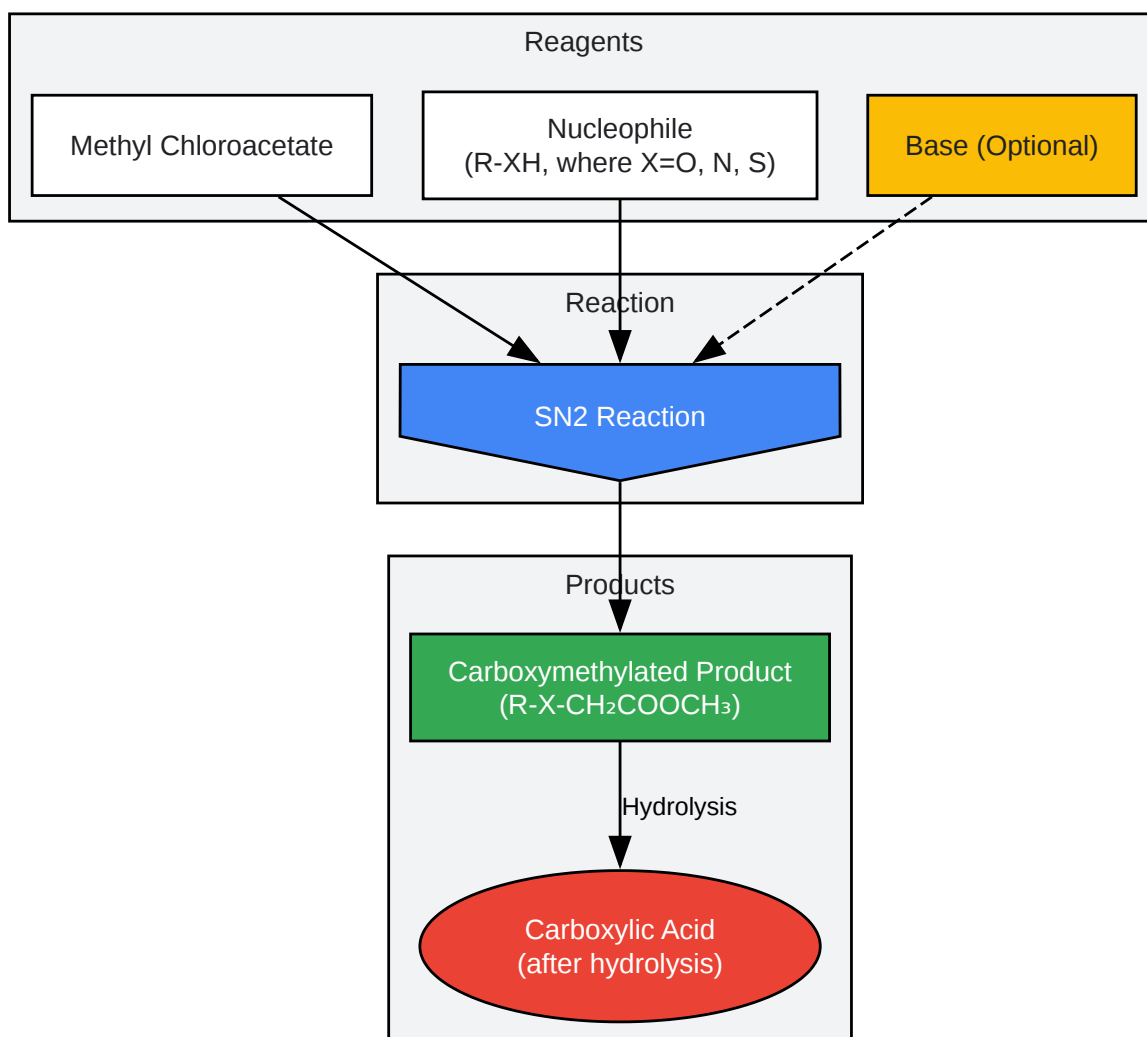 Reagents
Methyl Chloroacetate
Nucleophile
(R-XH, where X=O, N, S)
Base (Optional)
Reaction
SN2 Reaction
Products
Carboxymethylated Product
(R-X-CH₂COOCH₃)
Hydrolysis
Carboxylic Acid
(after hydrolysis)